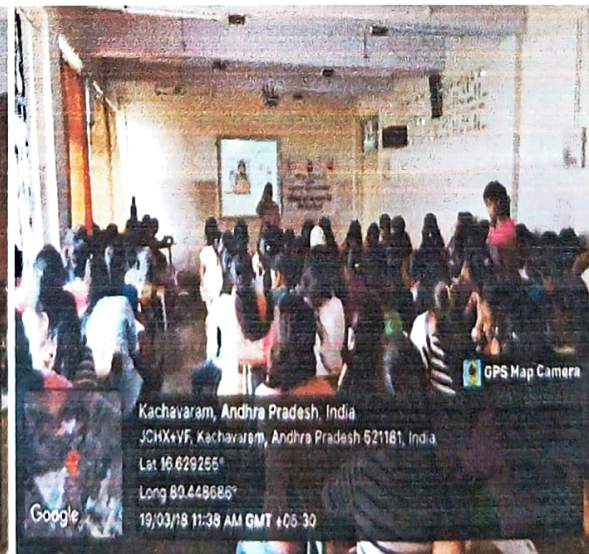 GPS Map Camera
Kachavaram, Andhra Pradesh, India
JCHX+VF, Kachavaram, Andhra Pradesh 521181, India
Lat 16.629255°
Long 80.448686°
19/03/18 11:38 AM GMT +05:30
Google